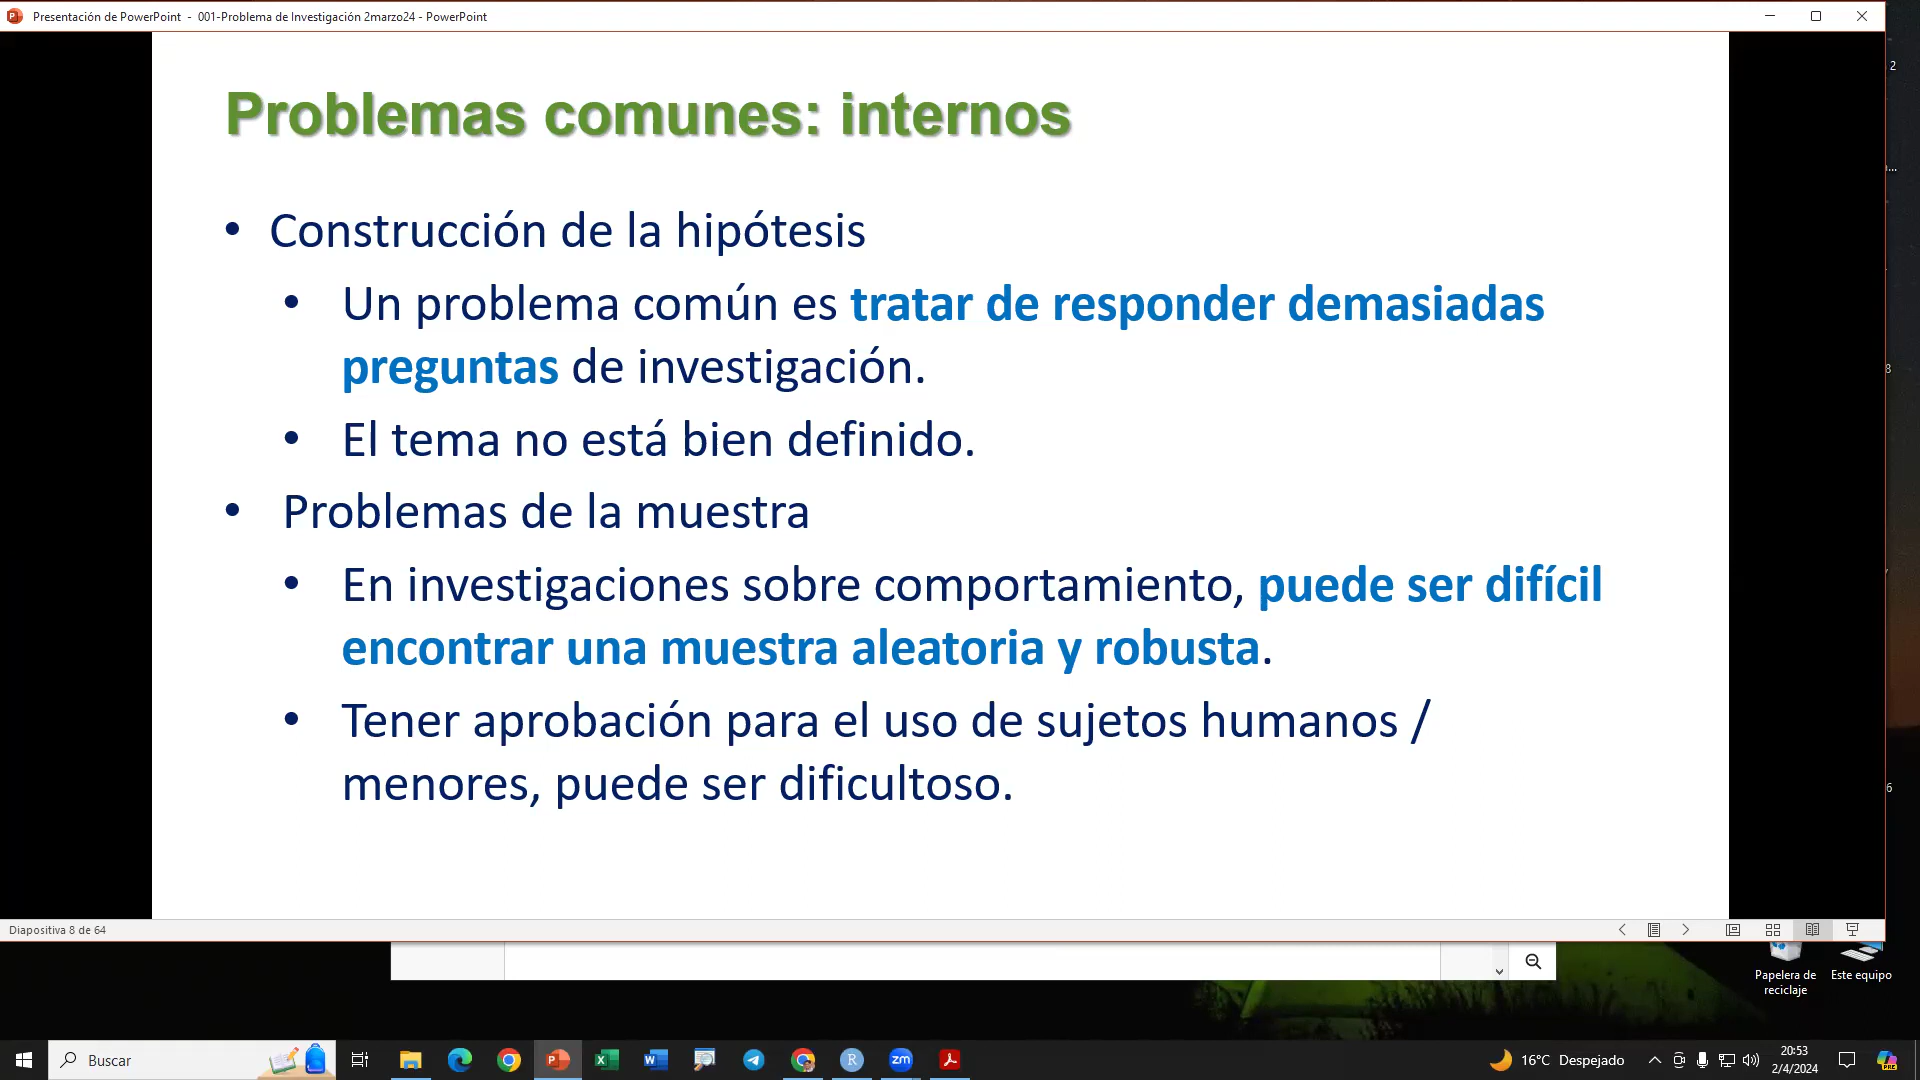 Presentación de PowerPoint - 001-Problema de Investigación 2marzo24 - PowerPoint
2
Problemas comunes: internos
• Construcción de la hipótesis
• Un problema común es tratar de responder demasiadas
preguntas de investigación.
• El tema no está bien definido.
• Problemas de la muestra
• En investigaciones sobre comportamiento, puede ser difícil
encontrar una muestra aleatoria y robusta.
• Tener aprobación para el uso de sujetos humanos /
menores, puede ser dificultoso.
8
6
Diapositiva 8 de 64
Papelera de
reciclaje
Este equipo
Buscar
zm
16°C Despejado
20:53
2/4/2024